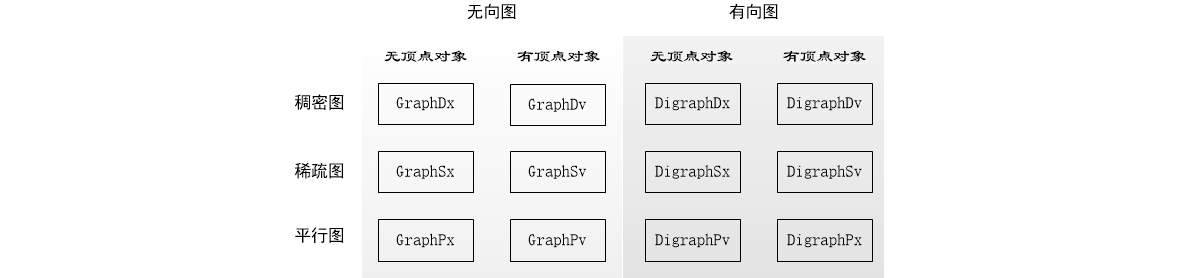 无向图 有向图
无顶点对象 有顶点对象 无顶点对象 有顶点对象
稠密图 GraphDx GraphDv DigraphDx DigraphDv
稀疏图 GraphSx GraphSv DigraphSx DigraphSv
平行图 GraphPx GraphPv DigraphPv DigraphPx